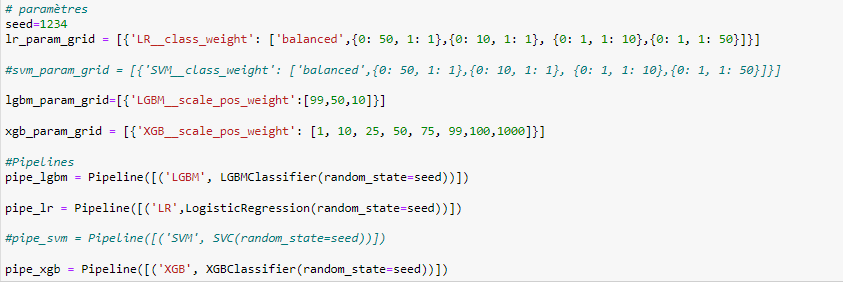 # paramètres
seed=1234
lr_param_grid = [{'LR__class_weight': ['balanced',{0: 50, 1: 1},{0: 10, 1: 1}, {0: 1, 1: 10},{0: 1, 1: 50}]}]
#svm_param_grid = [{'SVM__class_weight': ['balanced',{0: 50, 1: 1},{0: 10, 1: 1}, {0: 1, 1: 10},{0: 1, 1: 50}]}]
lgbm_param_grid=[{'LGBM__scale_pos_weight':[99,50,10]}]
xgb_param_grid = [{'XGB__scale_pos_weight': [1, 10, 25, 50, 75, 99,100,1000]}]
#Pipelines
pipe_lgbm = Pipeline([('LGBM', LGBMClassifier(random_state=seed))])
pipe_lr = Pipeline([('LR',LogisticRegression(random_state=seed))])
#pipe_svm = Pipeline([('SVM', SVC(random_state=seed))])
pipe_xgb = Pipeline([('XGB', XGBClassifier(random_state=seed))])